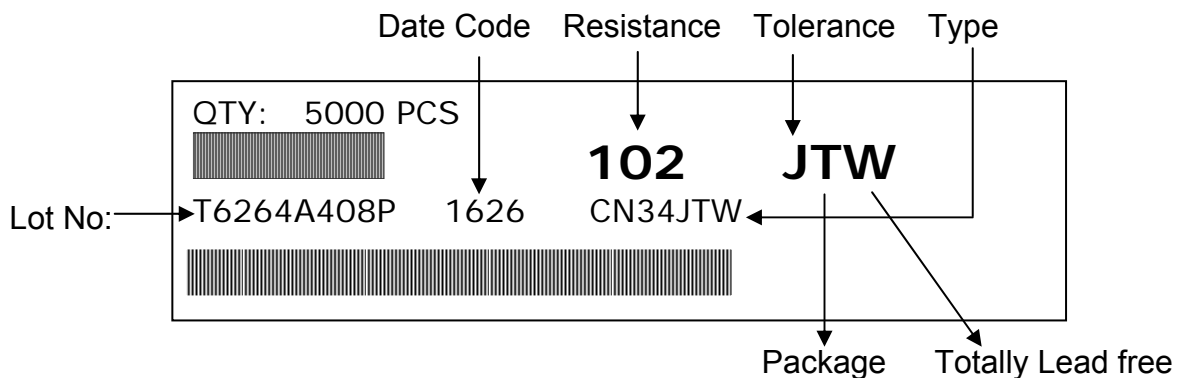 Date Code Resistance Tolerance Type
QTY: 5000 PCS
102 JTW
Lot No: T6264A408P 1626 CN34JTW
Package Totally Lead free